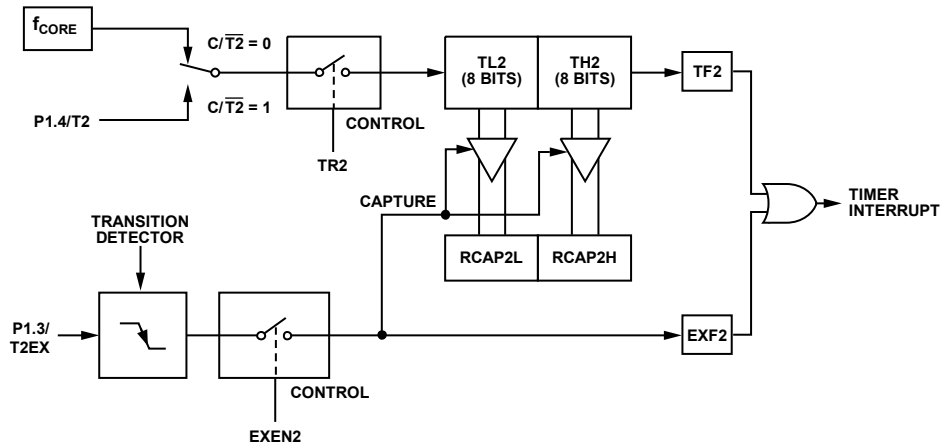 fCORE
C/T2̅ = 0
C/T2̅ = 1
P1.4/T2
CONTROL
TR2
TL2
(8 BITS)
TH2
(8 BITS)
TF2
CAPTURE
TIMER
INTERRUPT
TRANSITION
DETECTOR
RCAP2L
RCAP2H
P1.3/
T2EX
EXF2
CONTROL
EXEN2